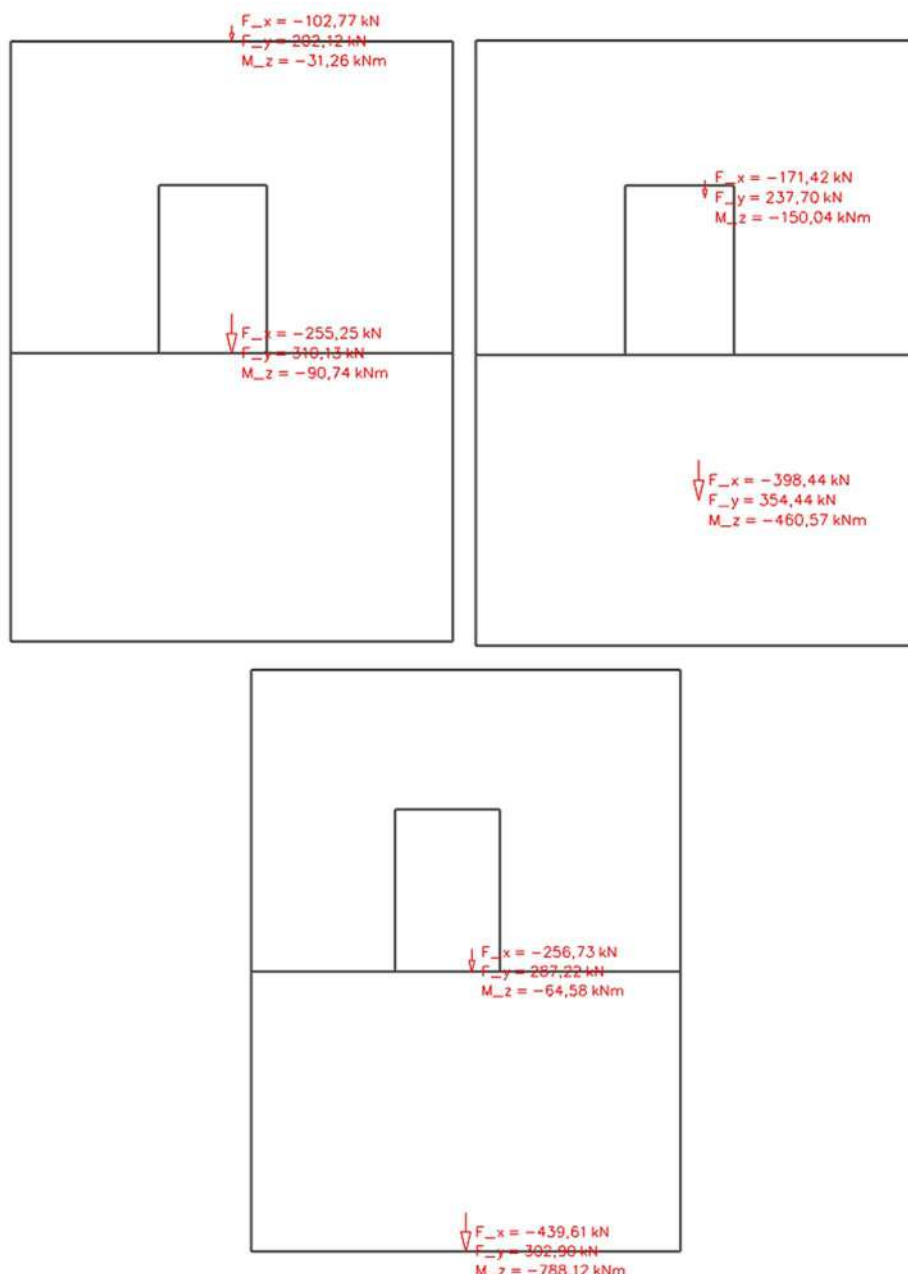 F_x = -102,77 kN
F_y = 202,12 kN
M_z = -31,26 kNm
F_x = -255,25 kN
F_y = 310,13 kN
M_z = -90,74 kNm
F_x = -171,42 kN
F_y = 237,70 kN
M_z = -150,04 kNm
F_x = -398,44 kN
F_y = 354,44 kN
M_z = -460,57 kNm
F_x = -256,73 kN
F_y = 287,22 kN
M_z = -64,58 kNm
F_x = -439,61 kN
F_y = 302,90 kN
M_z = -788,12 kNm